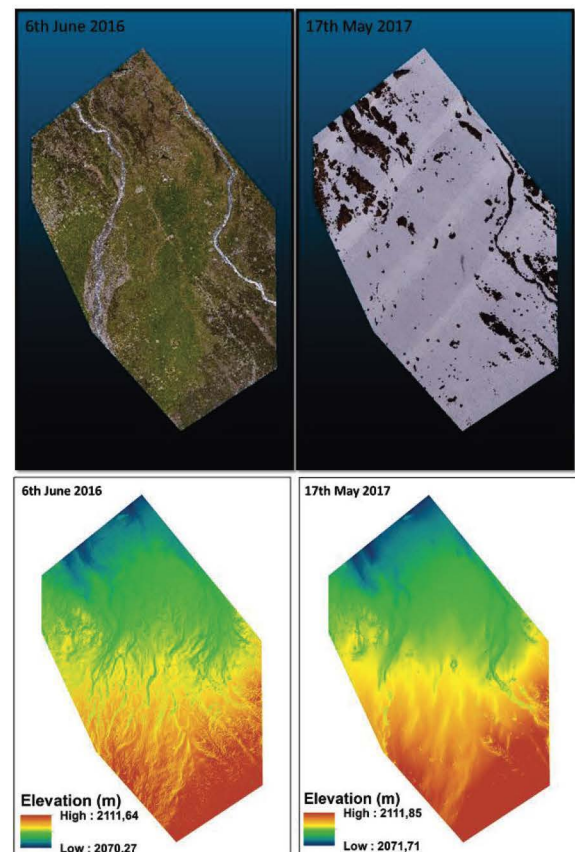 6th June 2016
17th May 2017
6th June 2016
17th May 2017
Elevation (m)
High : 2111,64
Low : 2070,27
Elevation (m)
High : 2111,85
Low : 2071,71